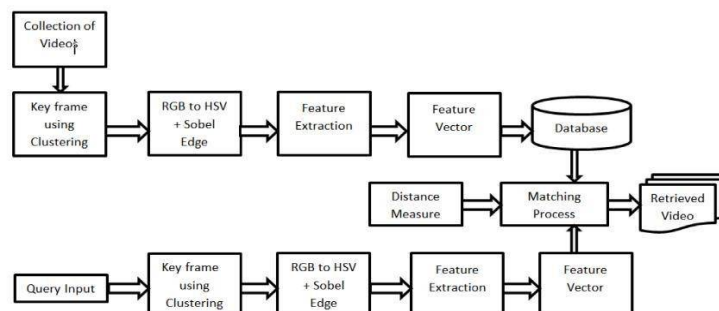 Collection of
Videos
Key frame
using
Clustering
RGB to HSV
+ Sobel
Edge
Feature
Extraction
Feature
Vector
Database
Distance
Measure
Matching
Process
Retrieved
Video
Query Input
Key frame
using
Clustering
RGB to HSV
+ Sobel
Edge
Feature
Extraction
Feature
Vector